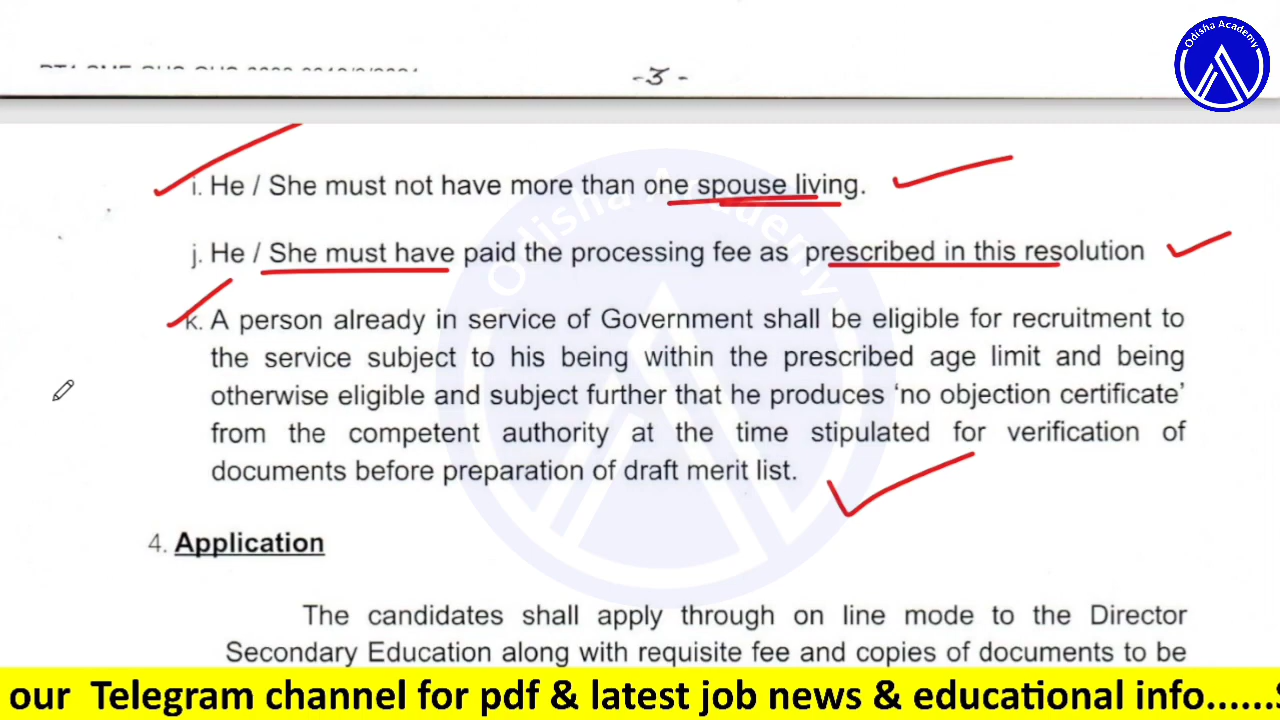 Odisha Academy
-3-
i. He / She must not have more than one spouse living.
j. He / She must have paid the processing fee as prescribed in this resolution
k. A person already in service of Government shall be eligible for recruitment to
the service subject to his being within the prescribed age limit and being
otherwise eligible and subject further that he produces ‘no objection certificate’
from the competent authority at the time stipulated for verification of
documents before preparation of draft merit list.
4. Application
The candidates shall apply through on line mode to the Director
Secondary Education along with requisite fee and copies of documents to be
our Telegram channel for pdf & latest job news & educational info......S